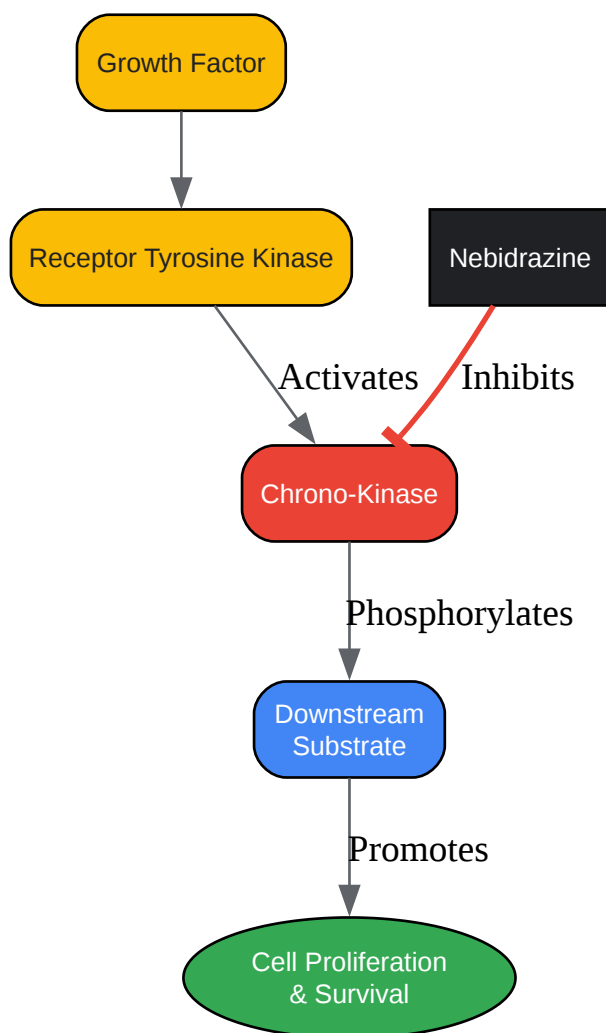 Growth Factor
Receptor Tyrosine Kinase
Nebidrazine
Activates
Inhibits
Chrono-Kinase
Phosphorylates
Downstream
Substrate
Promotes
Cell Proliferation
& Survival